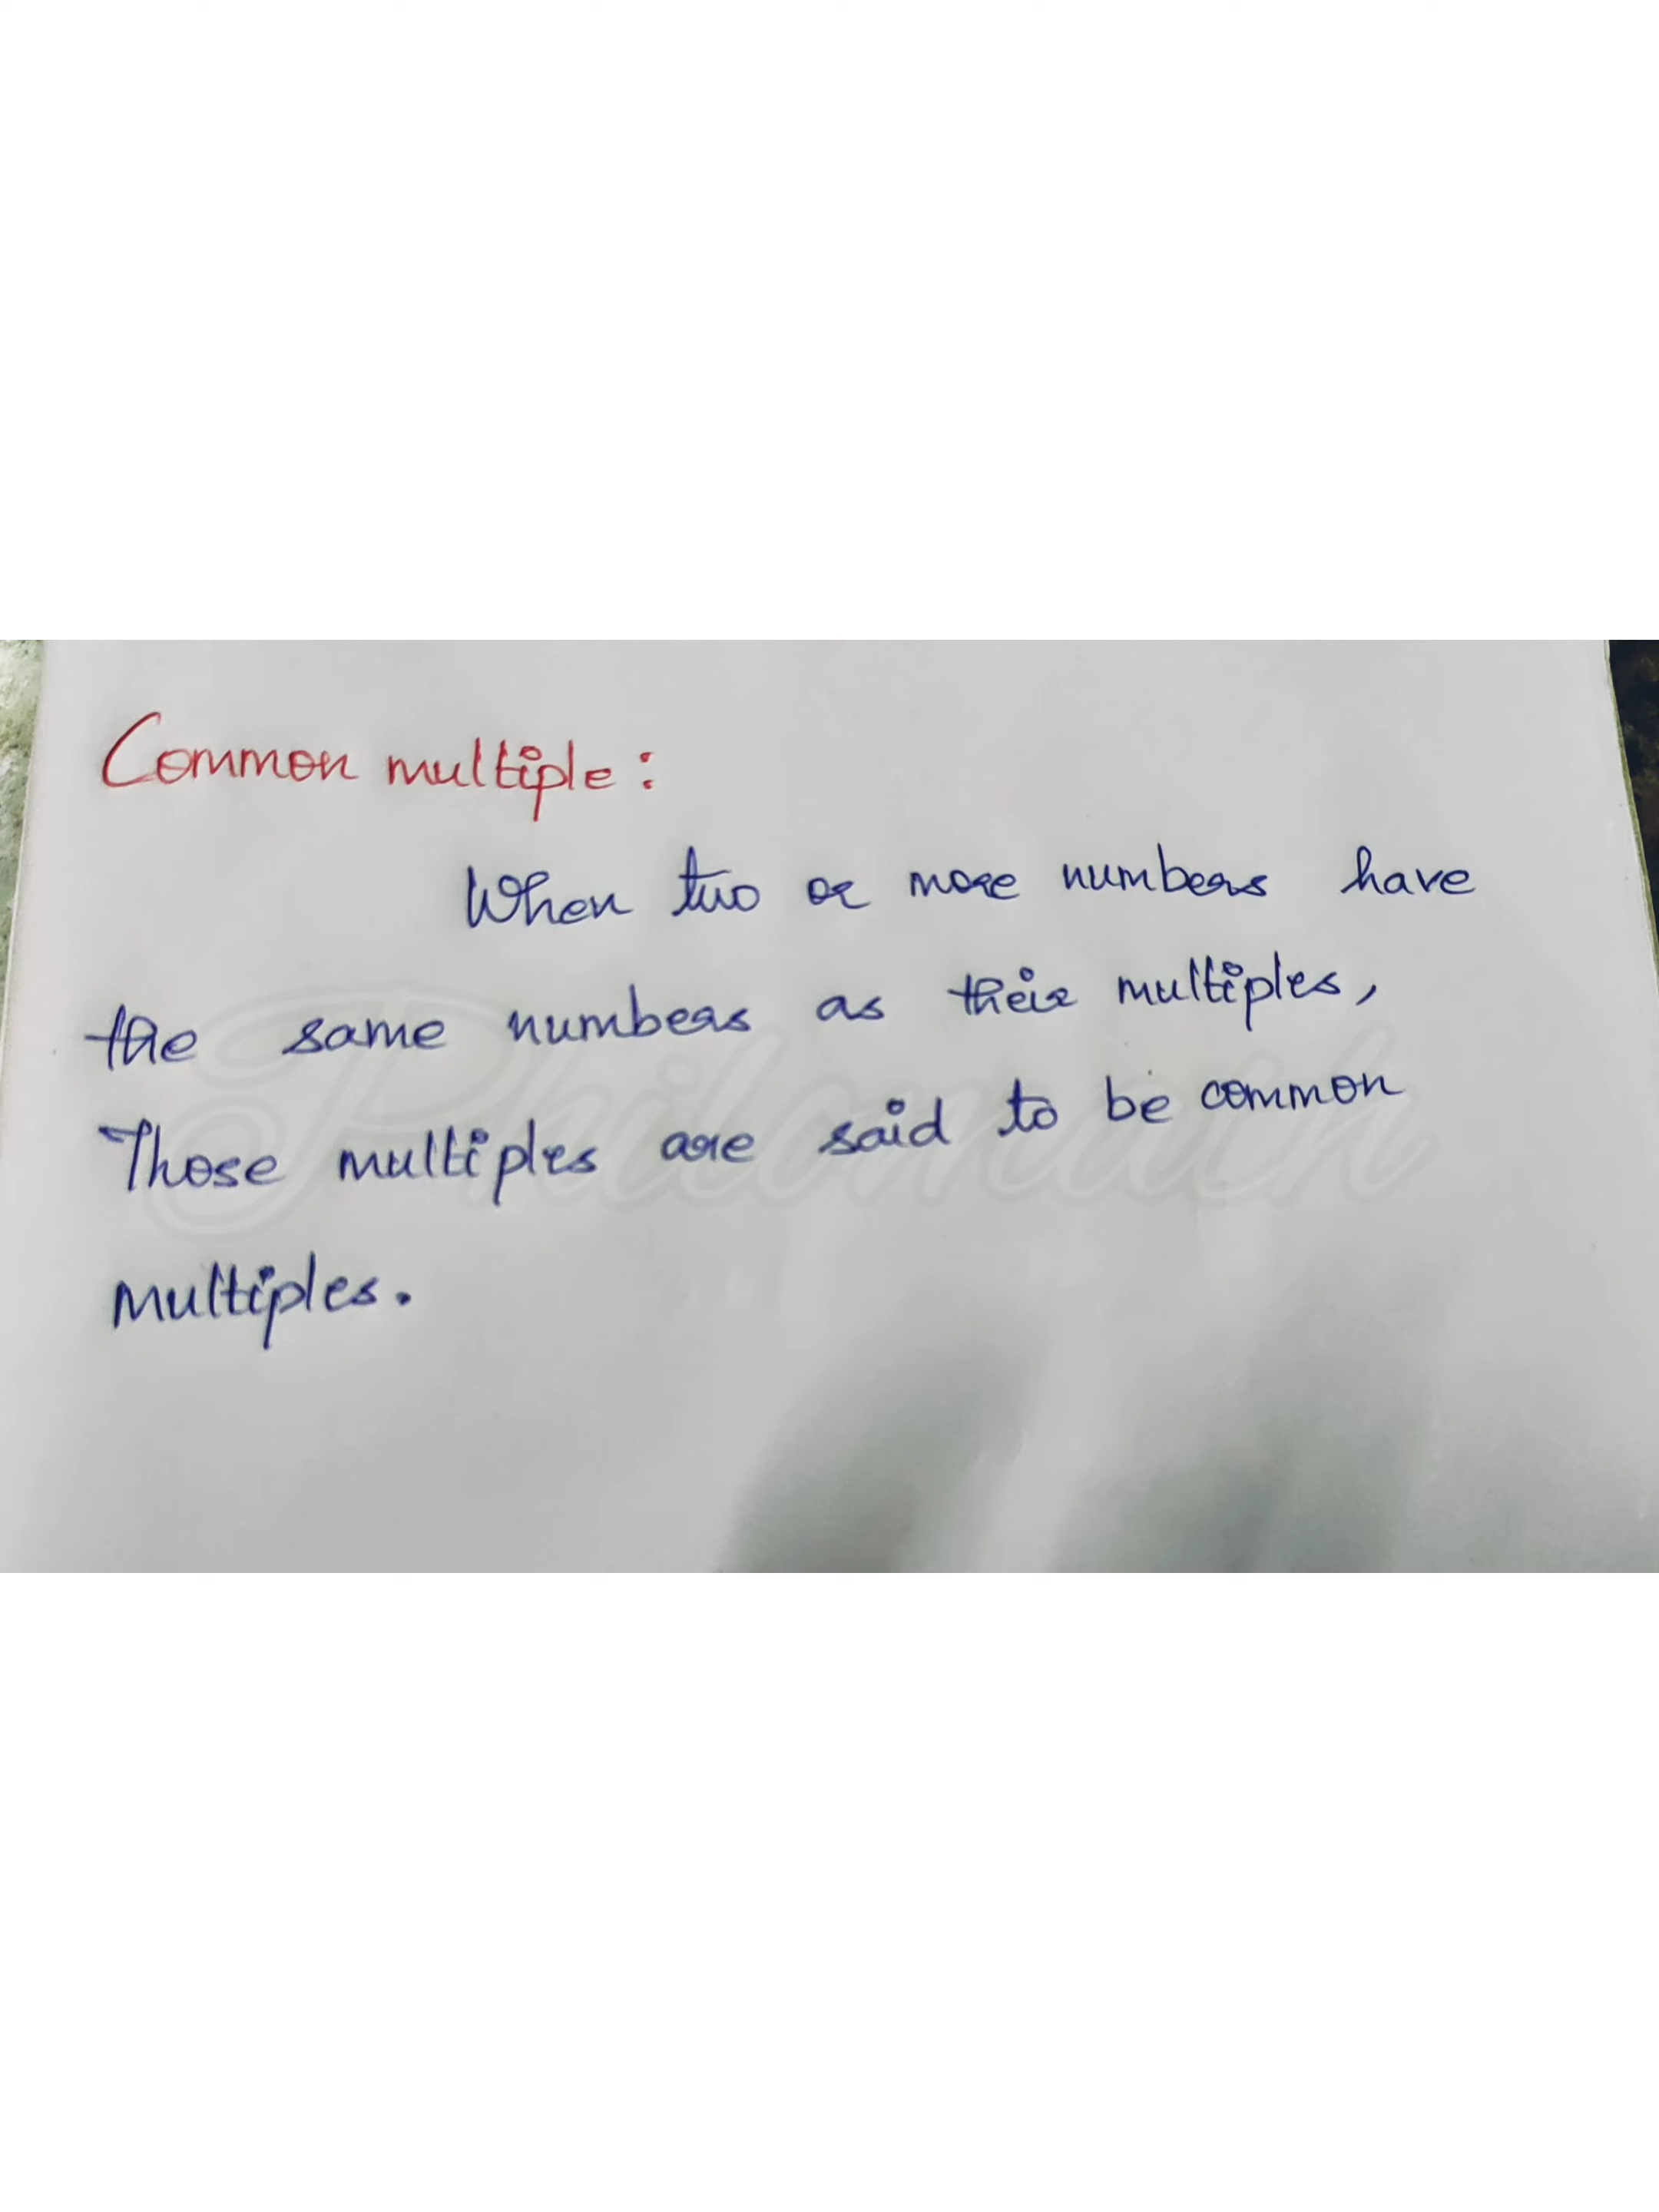 Common multiple:
When two or more numbers have
the same numbers as their multiples,
Those multiples are said to be common
multiples.
Philomath